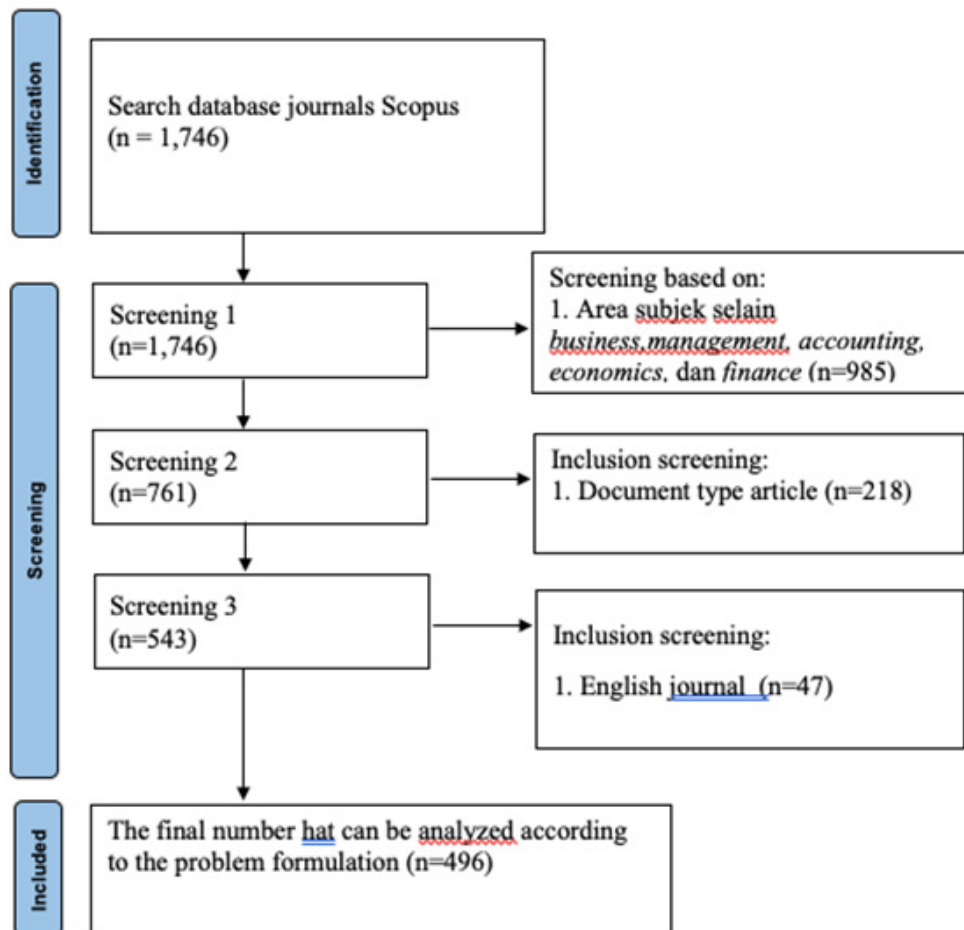 Identification
Search database journals Scopus
(n = 1,746)
Screening
Screening 1
(n=1,746)
Screening based on:
1. Area subjek selain
business,management, accounting,
economics, dan finance (n=985)
Screening 2
(n=761)
Inclusion screening:
1. Document type article (n=218)
Screening 3
(n=543)
Inclusion screening:
1. English journal (n=47)
Included
The final number hat can be analyzed according
to the problem formulation (n=496)